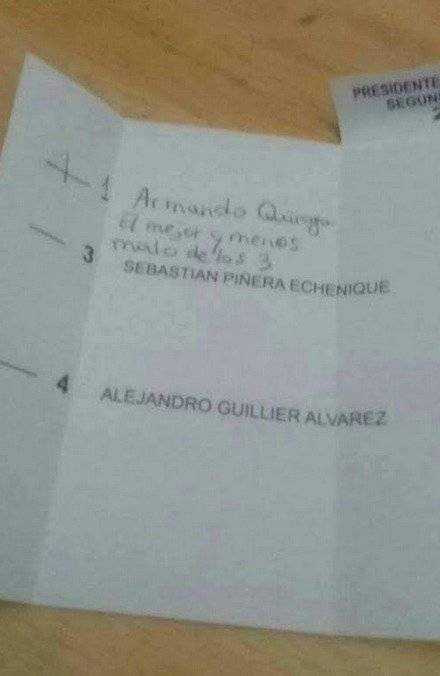 PRESIDENTE
SEGUN
1 Armando Quiroga
El mejor y menos
malo de los 3
3 SEBASTIAN PIÑERA ECHENIQUE
4 ALEJANDRO GUILLIER ALVAREZ